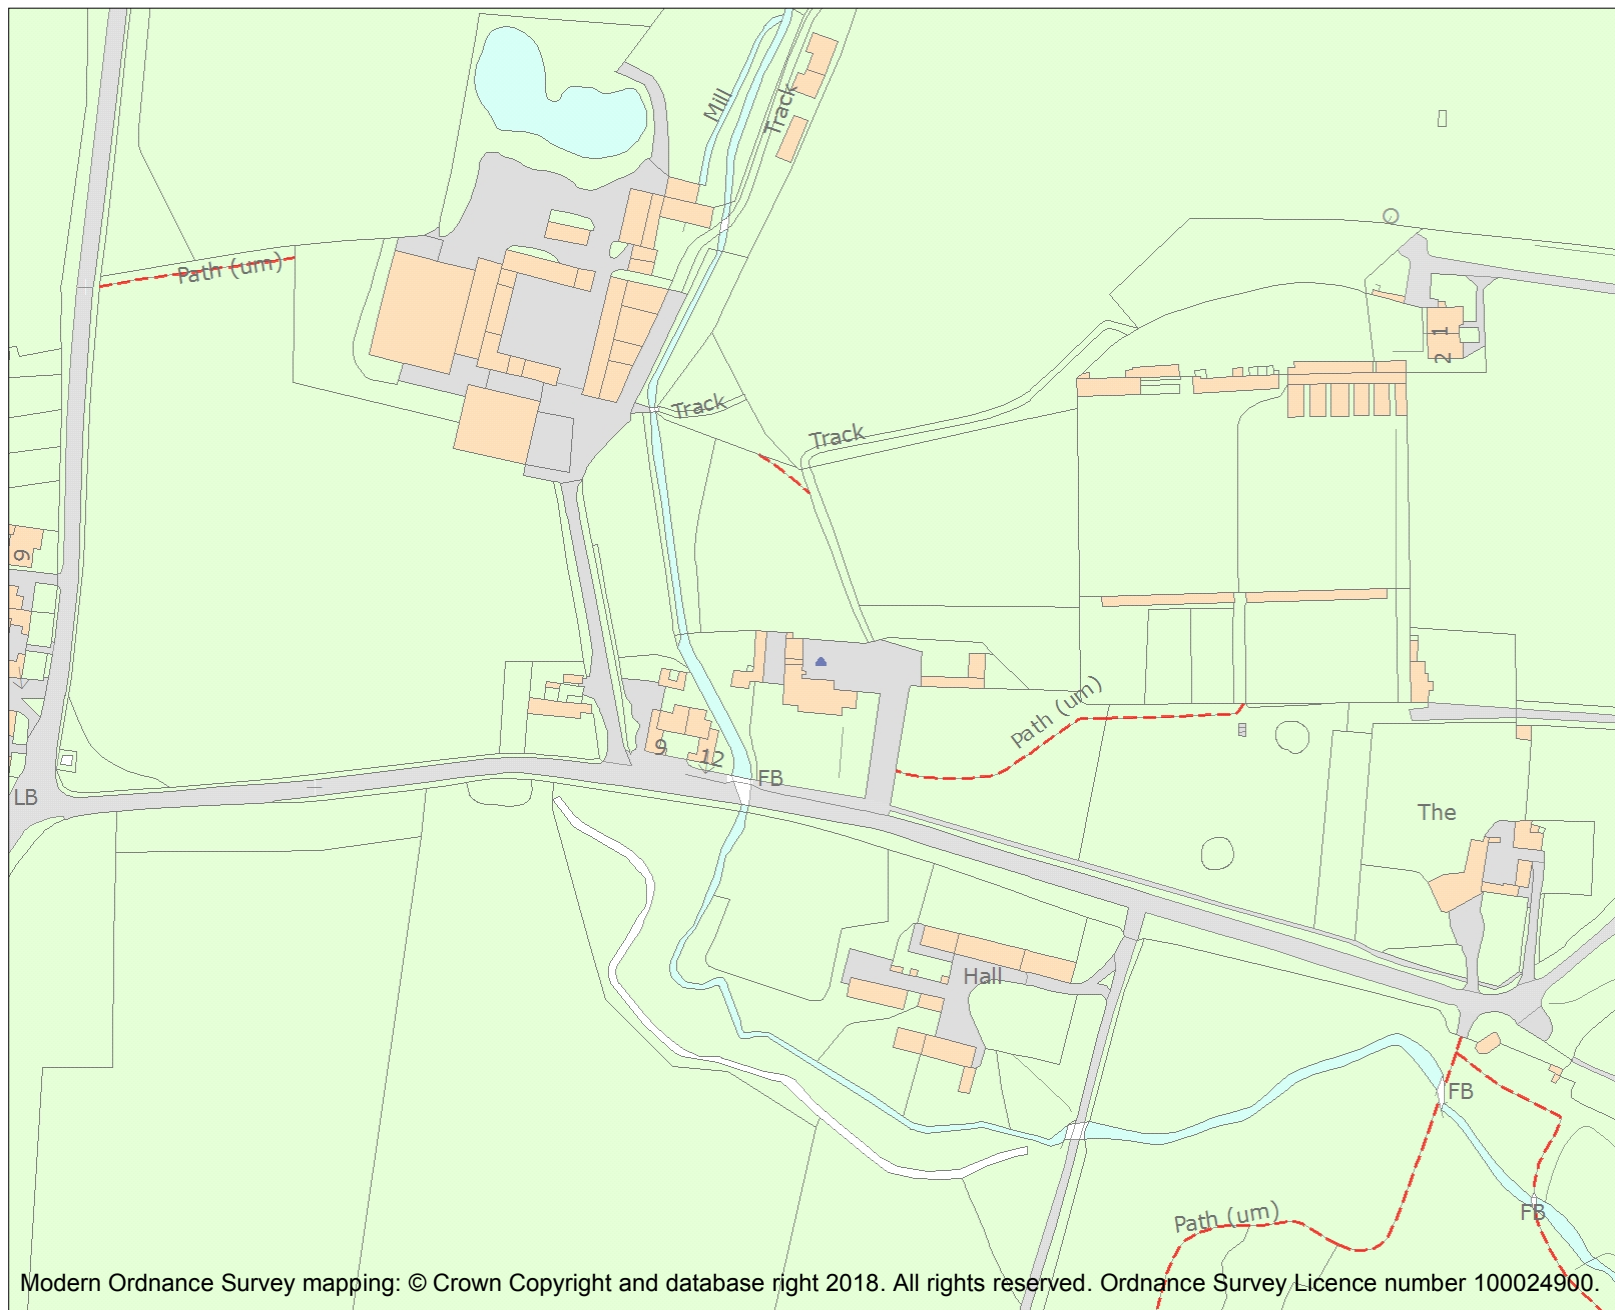 Mill
Track
Path (um)
1
2
Track
Track
9
Path (um)
9
12
FB
LB
The
Hall
FB
Path (um)
FB
Modern Ordnance Survey mapping: © Crown Copyright and database right 2018. All rights reserved. Ordnance Survey Licence number 100024900.